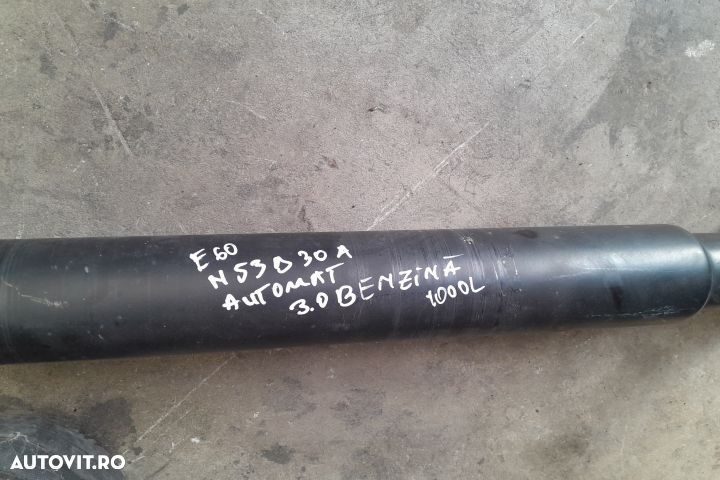 E60
N53B30A
AUTOMAT
3.0 BENZINĂ
1000L
AUTOVIT.RO